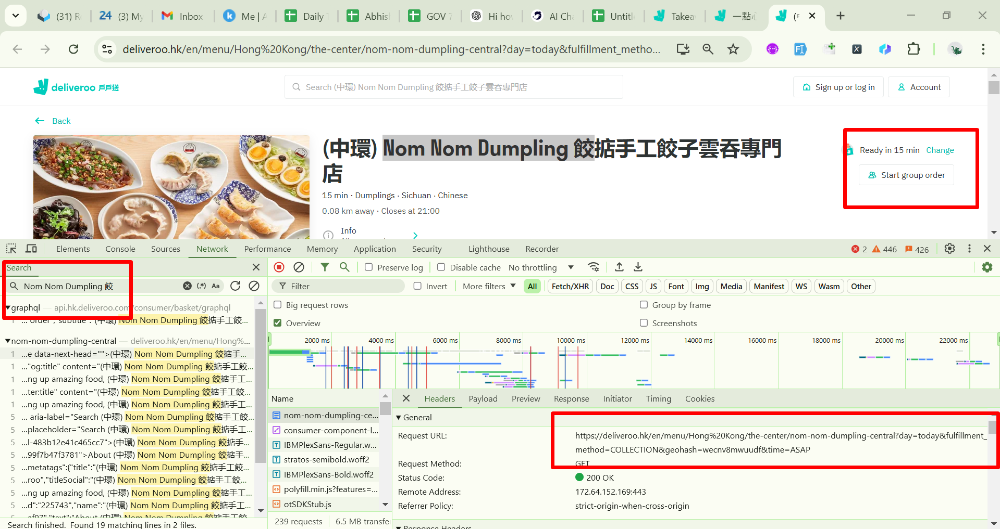 (31) R
24 (3) My
Inbox
Me | A
Daily T
Abhis
GOV 7
Hi ho
AI Cha
Untitl
Takea
一點心
deliveroo.hk/en/menu/Hong%20Kong/the-center/nom-nom-dumpling-central?day=today&fulfillment_metho...
deliveroo 戶戶送
Search (中環) Nom Nom Dumpling 餃掂手工餃子雲吞專門店
Sign up or log in
Account
Back
(中環) Nom Nom Dumpling 餃掂手工餃子雲吞專門
店
Ready in 15 min Change
Start group order
15 min · Dumplings · Sichuan · Chinese
0.08 km away · Closes at 21:00
Info
Elements Console Sources Network Performance Memory Application Security Lighthouse Recorder
2 446 426
Search
Nom Nom Dumpling 餃
(.*) Aa
graphql — api.hk.deliveroo.com/consumer/basket/graphql
1 ..."order","subtitle":"(中環) Nom Nom Dumpling 餃掂手工餃...
nom-nom-dumpling-central — deliveroo.hk/en/menu/Hong%...
1 ...e data-next-head="">(中環) Nom Nom Dumpling 餃掂手...
1 ..."og:title" content="(中環) Nom Nom Dumpling 餃掂手工餃...
1 ...ng up amazing food, (中環) Nom Nom Dumpling 餃掂手...
1 ...ter:title" content="(中環) Nom Nom Dumpling 餃掂手工餃...
1 ...ng up amazing food, (中環) Nom Nom Dumpling 餃掂手工...
5 ... aria-label="Search (中環) Nom Nom Dumpling 餃掂手工餃...
5 ...placeholder="Search (中環) Nom Nom Dumpling 餃掂手工...
5 ...l-483b12e41c465cc7">(中環) Nom Nom Dumpling 餃掂手...
5 ...99f7b47f3781">About (中環) Nom Nom Dumpling 餃掂手...
5 ...metatags":{"title":"(中環) Nom Nom Dumpling 餃掂手工...
5 ...roo","titleSocial":"(中環) Nom Nom Dumpling 餃掂手工餃...
5 ...ng up amazing food, (中環) Nom Nom Dumpling 餃掂手工...
5 ...d":"225743","name":"(中環) Nom Nom Dumpling 餃掂手工...
5 ...af97","text":"About (中環) Nom Nom Dumpling 餃掂手工餃...
Search finished. Found 19 matching lines in 2 files.
Preserve log
Disable cache
No throttling
Filter
Invert
More filters
All Fetch/XHR Doc CSS JS Font Img Media Manifest WS Wasm Other
Big request rows
Group by frame
Overview
Screenshots
2000 ms 4000 ms 6000 ms 8000 ms 10000 ms 12000 ms 14000 ms 16000 ms 18000 ms 20000 ms 22000 ms
Name
nom-nom-dumpling-ce...
consumer-component-l...
IBMPlexSans-Regular.w...
stratos-semibold.woff2
IBMPlexSans-Bold.woff2
polyfill.min.js?features=...
otSDKStub.js
239 requests 6.5 MB transfe
Headers Payload Preview Response Initiator Timing Cookies
General
Request URL: https://deliveroo.hk/en/menu/Hong%20Kong/the-center/nom-nom-dumpling-central?day=today&fulfillment_
method=COLLECTION&geohash=wecnv8mwuudf&time=ASAP
Request Method: GET
Status Code: 200 OK
Remote Address: 172.64.152.169:443
Referrer Policy: strict-origin-when-cross-origin
Response Headers